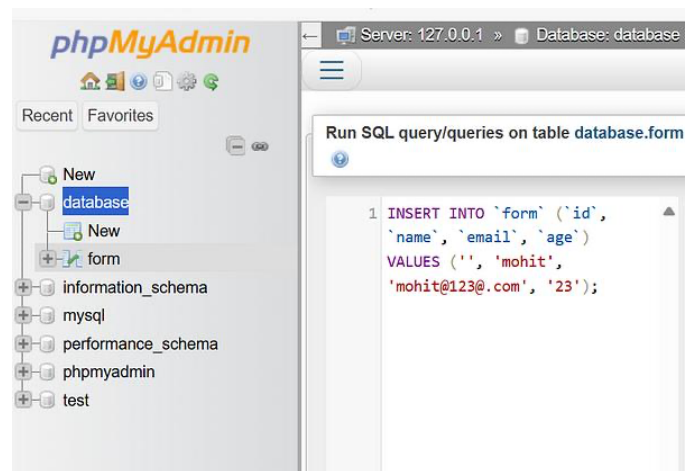 phpMyAdmin
Recent Favorites
New
database
New
form
information_schema
mysql
performance_schema
phpmyadmin
test
← Server: 127.0.0.1 » Database: database
Run SQL query/queries on table database.form
1 INSERT INTO `form` (`id`,
`name`, `email`, `age`)
VALUES ('', 'mohit',
'mohit@123@.com', '23');